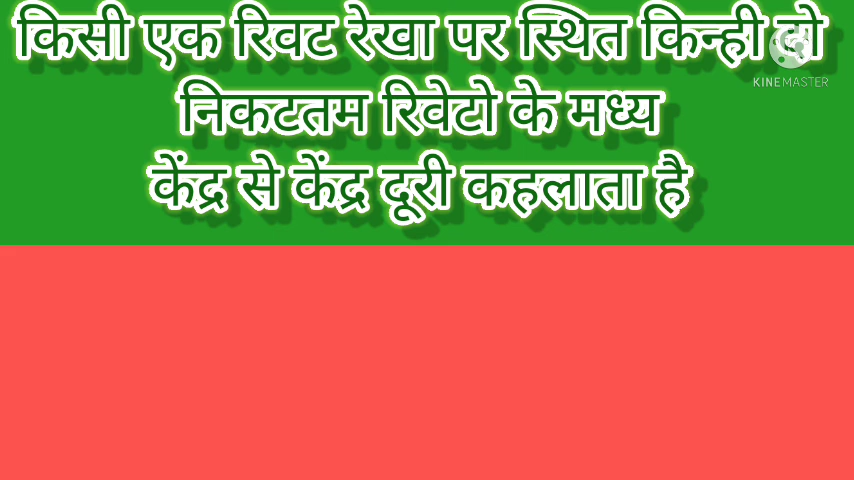 किसी एक रिवट रेखा पर स्थित किन्ही दो
निकटतम रिवेटो के मध्य
केंद्र से केंद्र दूरी कहलाता है
KINEMASTER